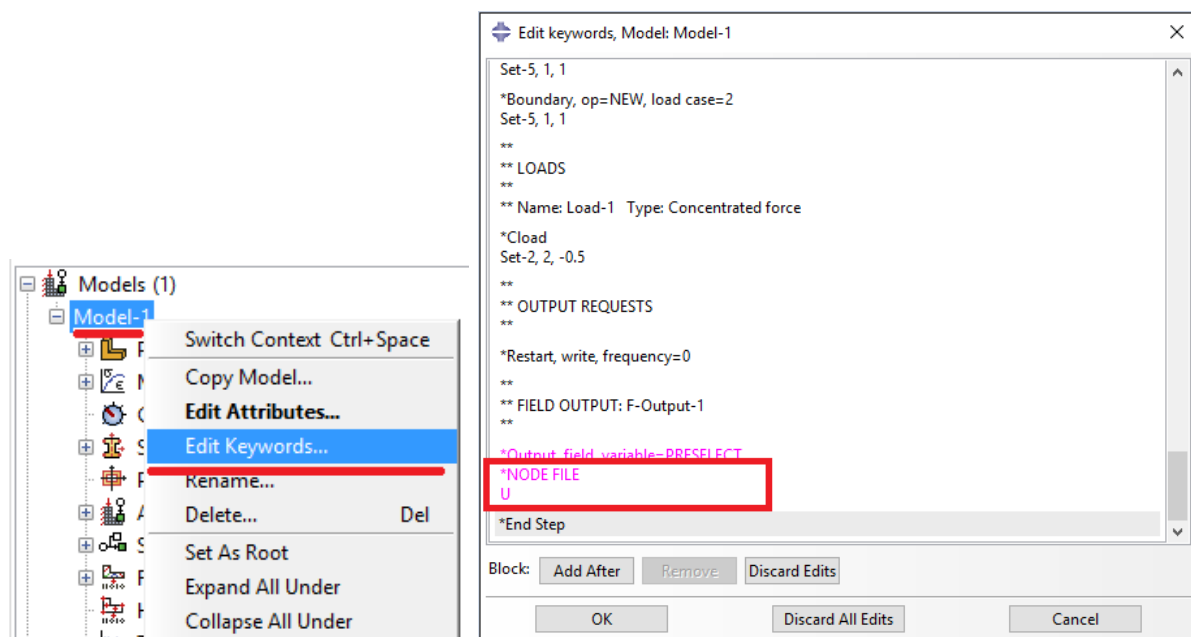 Models (1)
Model-1
Switch Context Ctrl+Space
Copy Model...
Edit Attributes...
Edit Keywords...
Rename...
Delete... Del
Set As Root
Expand All Under
Collapse All Under
Edit keywords, Model: Model-1
Set-5, 1, 1
*Boundary, op=NEW, load case=2
Set-5, 1, 1
**
** LOADS
**
** Name: Load-1 Type: Concentrated force
*Cload
Set-2, 2, -0.5
**
** OUTPUT REQUESTS
**
*Restart, write, frequency=0
**
** FIELD OUTPUT: F-Output-1
**
*Output, field, variable=PRESELECT
*NODE FILE
U
*End Step
Block: Add After Remove Discard Edits
OK Discard All Edits Cancel